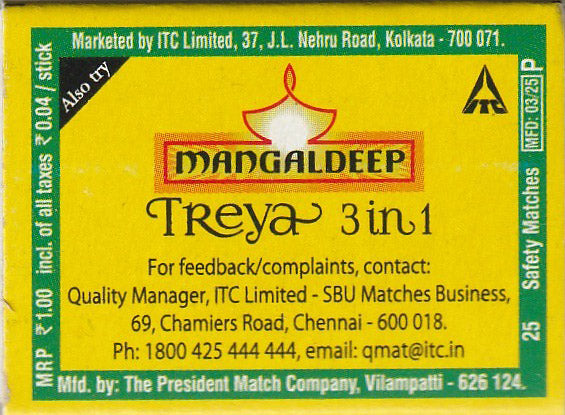 Marketed by ITC Limited, 37, J.L. Nehru Road, Kolkata - 700 071.
Also try
ITC
MANGALDEEP
Treya 3 in 1
For feedback/complaints, contact:
Quality Manager, ITC Limited - SBU Matches Business,
69, Chamiers Road, Chennai - 600 018.
Ph: 1800 425 444 444, email: qmat@itc.in
MRP ₹ 1.00 incl. of all taxes ₹ 0.04 / stick
25 Safety Matches MFD: 03/25 P
Mfd. by: The President Match Company, Vilampatti - 626 124.